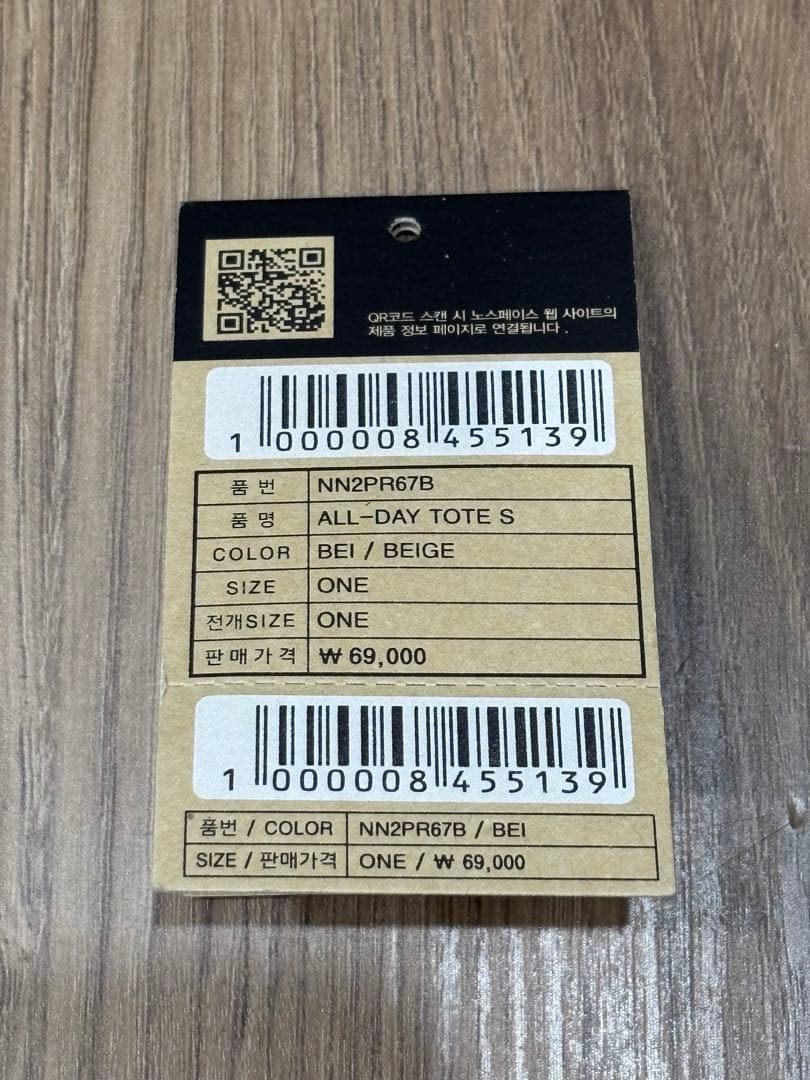 QR코드 스캔 시 노스페이스 웹 사이트의
제품 정보 페이지로 연결됩니다.
1 000008 455139
품 번 NN2PR67B
품 명 ALL-DAY TOTE S
COLOR BEI / BEIGE
SIZE ONE
전개SIZE ONE
판매가격 ₩ 69,000
1 000008 455139
품번 / COLOR NN2PR67B / BEI
SIZE / 판매가격 ONE / ₩ 69,000